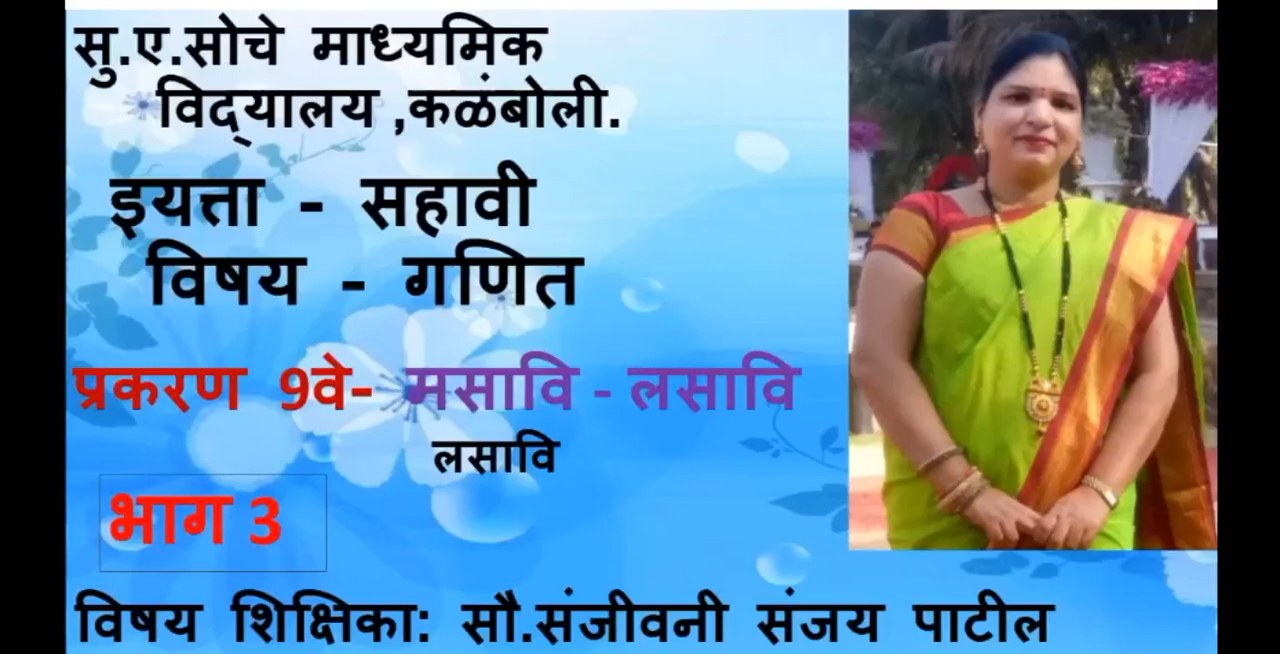 सु.ए.सोचे माध्यमिक
विद्‌यालय ,कळंबोली.
इयत्ता - सहावी
विषय - गणित
प्रकरण 9वे- मसावि - लसावि
लसावि
भाग 3
विषय शिक्षिका: सौ.संजीवनी संजय पाटील